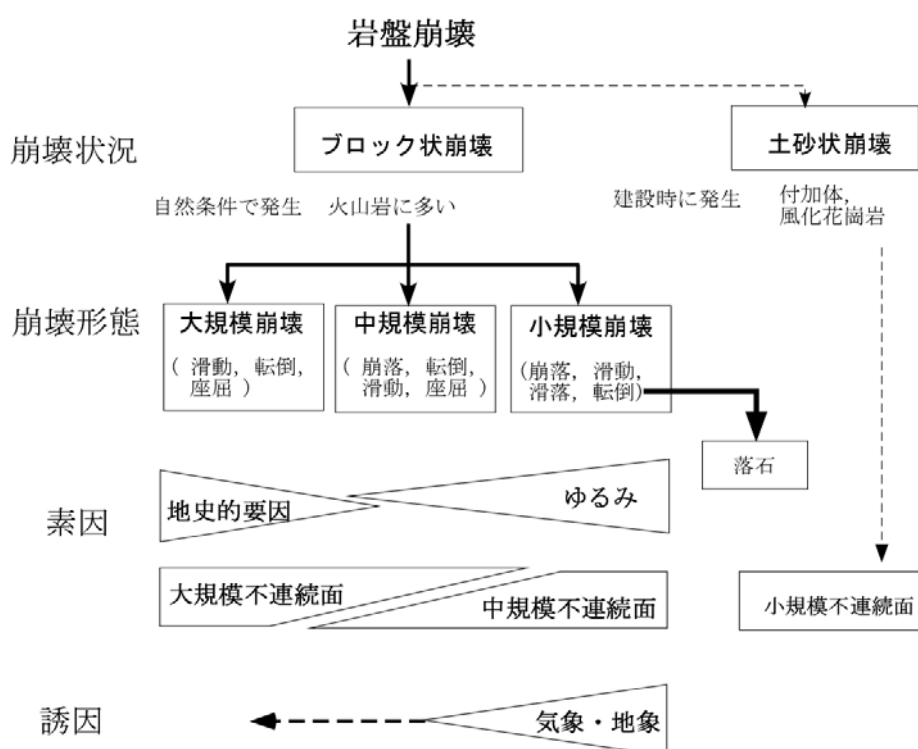 岩盤崩壊
崩壊状況
ブロック状崩壊
土砂状崩壊
自然条件で発生 火山岩に多い
建設時に発生
付加体,
風化花崗岩
崩壊形態
大規模崩壊
( 滑動, 転倒,
座屈 )
中規模崩壊
( 崩落, 転倒,
滑動, 座屈 )
小規模崩壊
(崩落, 滑動,
滑落, 転倒)
落石
素因
地史的要因
ゆるみ
大規模不連続面
中規模不連続面
小規模不連続面
誘因
気象・地象